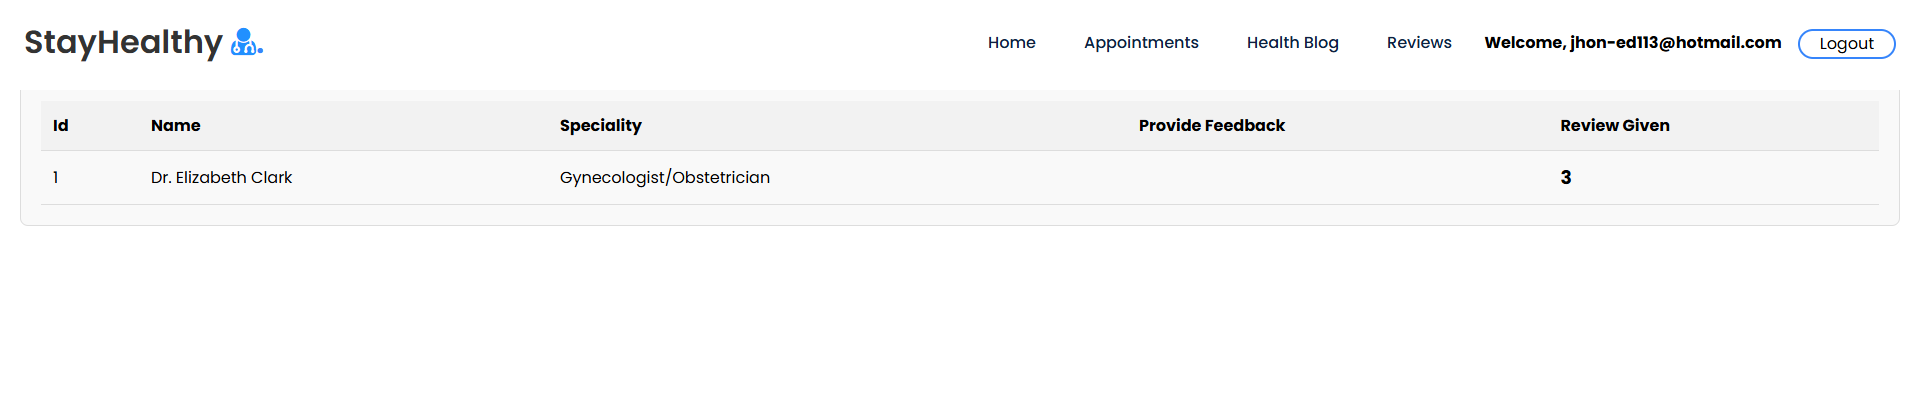 StayHealthy
Home Appointments Health Blog Reviews Welcome, jhon-ed113@hotmail.com Logout
Id Name Speciality Provide Feedback Review Given
1 Dr. Elizabeth Clark Gynecologist/Obstetrician 3